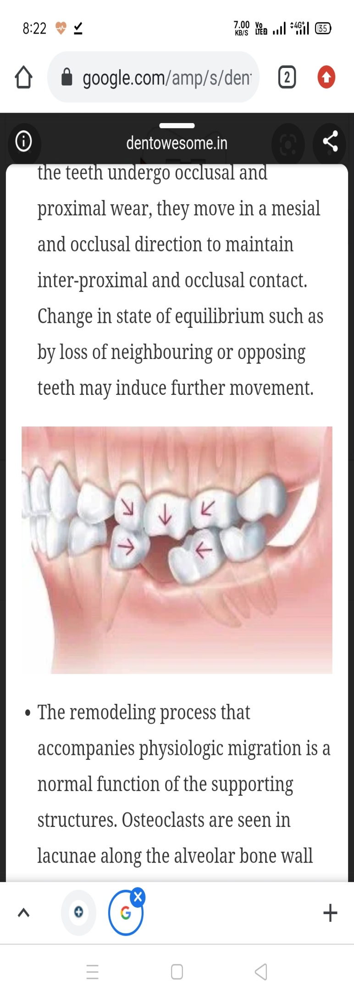 8:22
7.00
KB/S
Vo
LTE2
4G+
35
google.com/amp/s/dent
2
dentowesome.in
the teeth undergo occlusal and
proximal wear, they move in a mesial
and occlusal direction to maintain
inter-proximal and occlusal contact.
Change in state of equilibrium such as
by loss of neighbouring or opposing
teeth may induce further movement.
• The remodeling process that
accompanies physiologic migration is a
normal function of the supporting
structures. Osteoclasts are seen in
lacunae along the alveolar bone wall
G